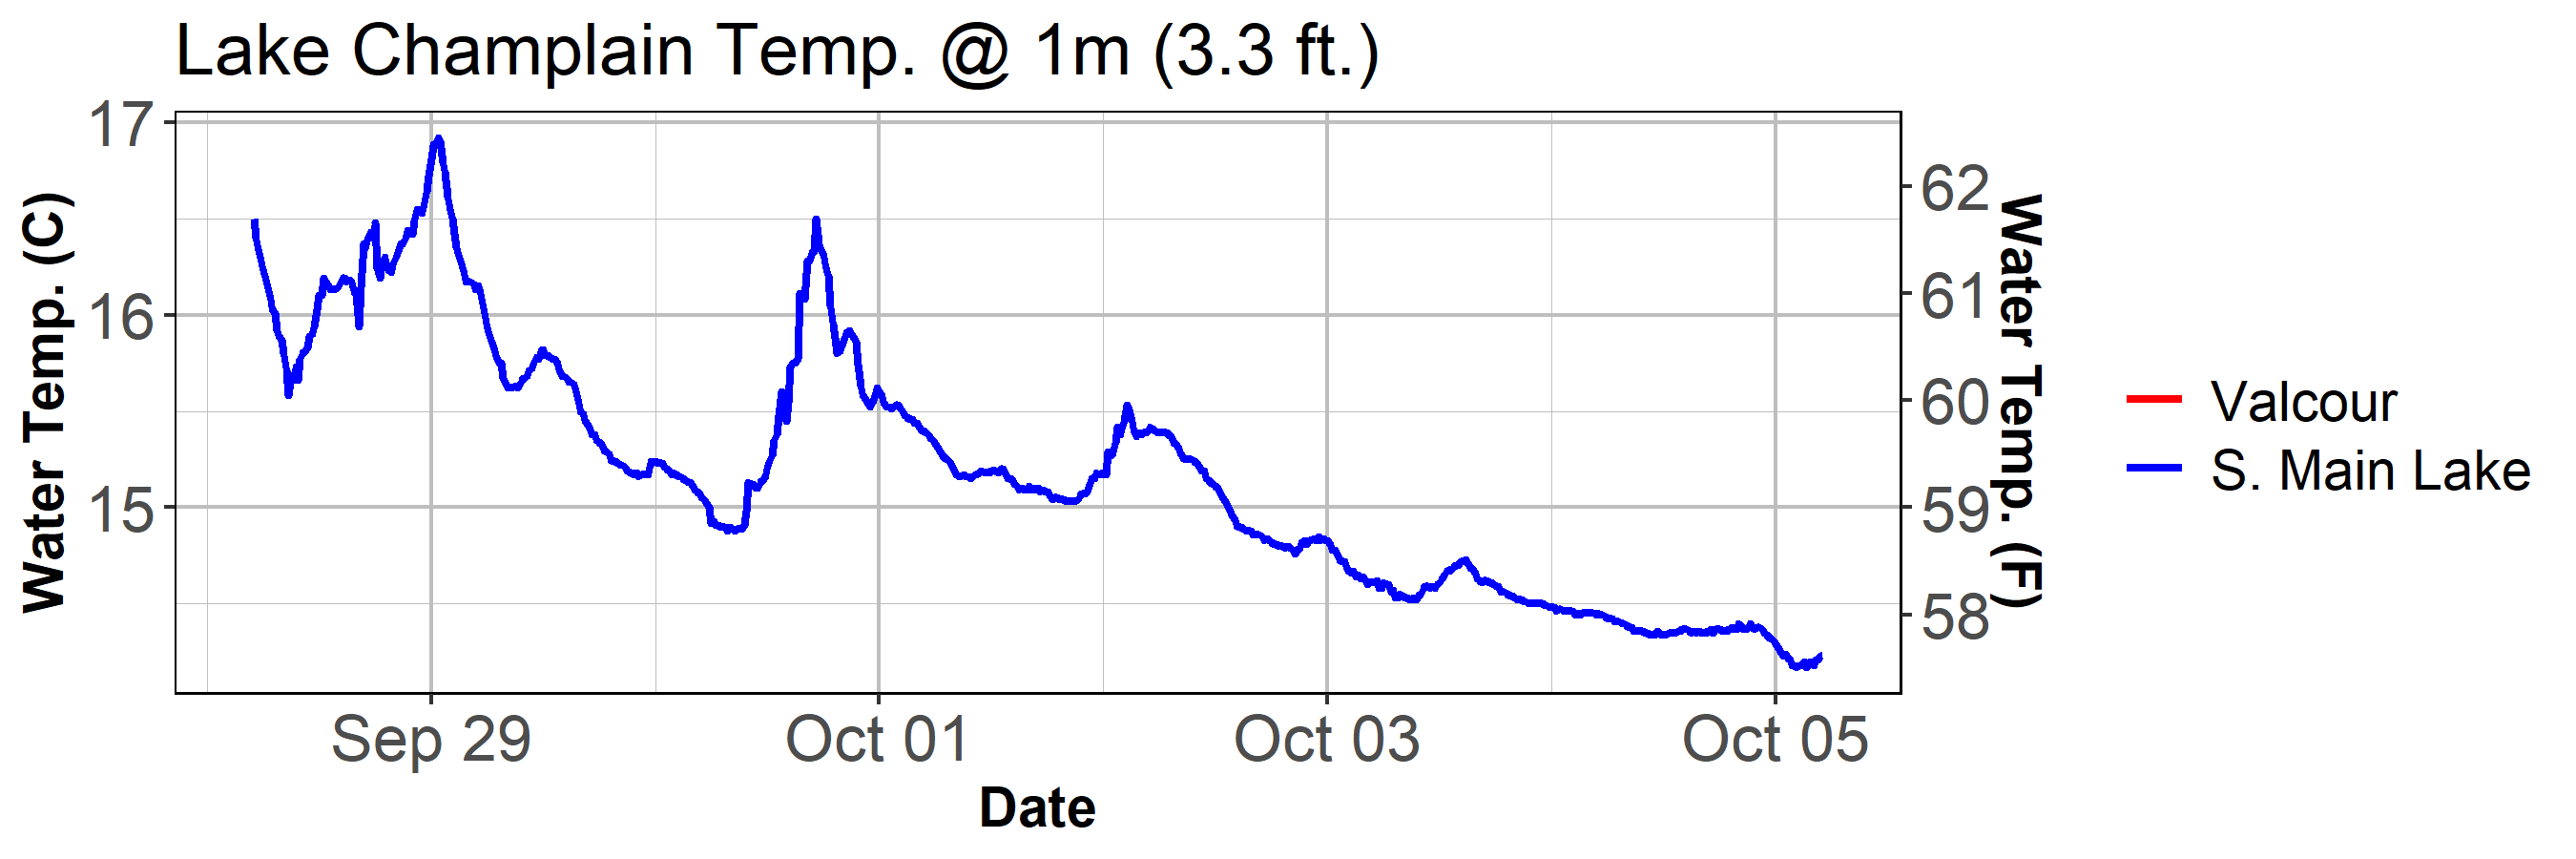 Lake Champlain Temp. @ 1m (3.3 ft.)
Water Temp. (C)
17
16
15
62
61
60
59
58
Water Temp. (F)
Sep 29
Oct 01
Oct 03
Oct 05
Date
Valcour
S. Main Lake